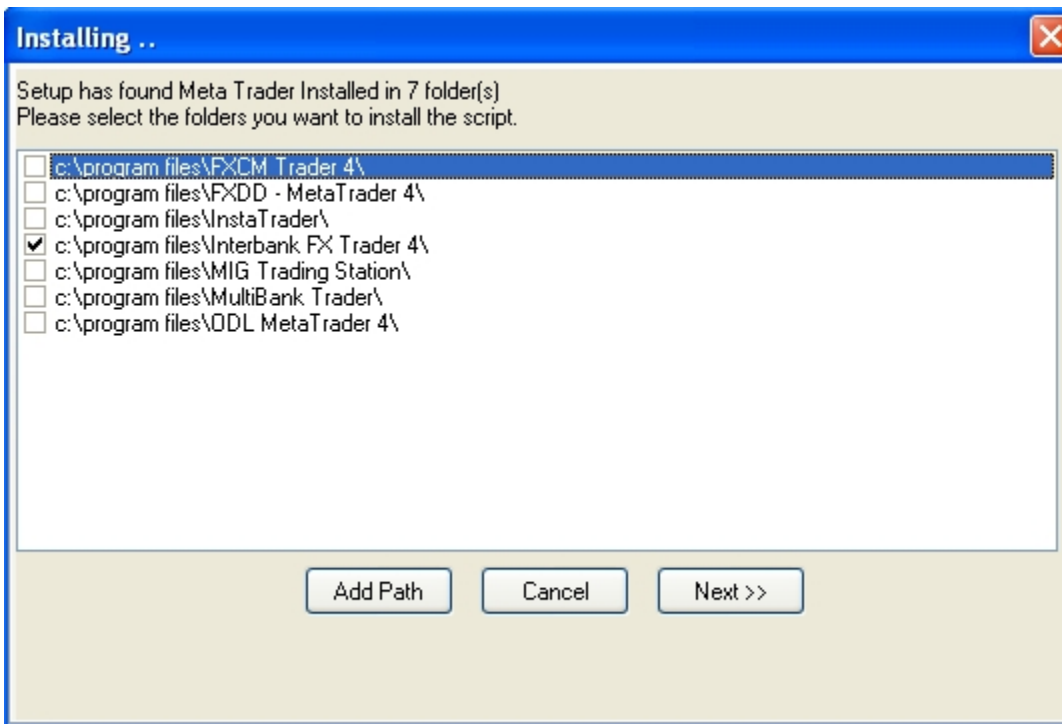 Installing ..
Setup has found Meta Trader Installed in 7 folder(s)
Please select the folders you want to install the script.
c:\program files\FXCM Trader 4\
c:\program files\FXDD - MetaTrader 4\
c:\program files\InstaTrader\
c:\program files\Interbank FX Trader 4\
c:\program files\MIG Trading Station\
c:\program files\MultiBank Trader\
c:\program files\ODL MetaTrader 4\
Add Path Cancel Next >>